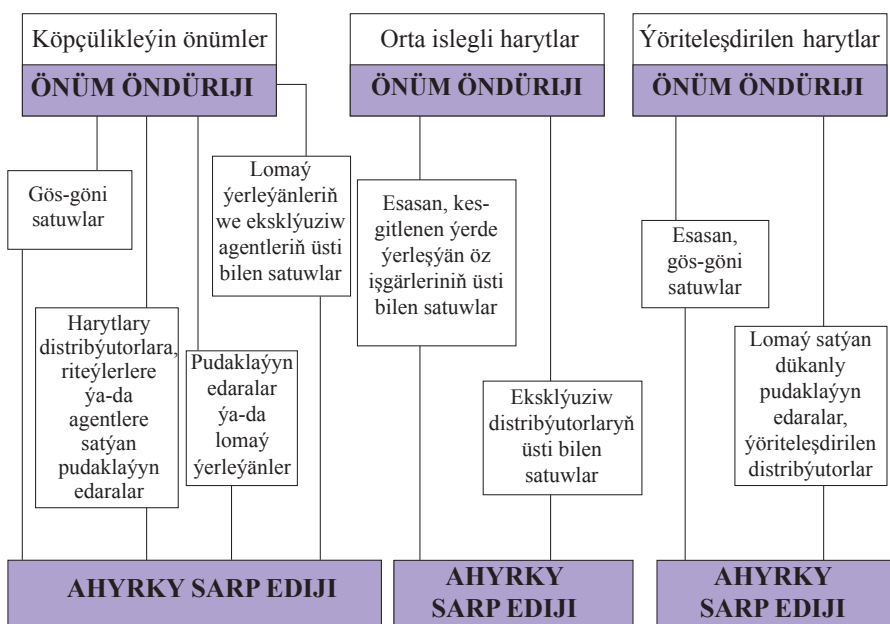 Köpçülikleýin önümler
ÖNÜM ÖNDÜRIJI
Gös-göni
satuwlar
Harytlary
distribýutorlara,
riteýlerlere
ýa-da
agentlere
satýan
pudaklaýyn
edaralar
Pudaklaýyn
edaralar
ýa-da
lomaý
ýerleýänler
Lomaý
ýerleýänleriň
we eksklýuziw
agentleriň üsti
bilen satuwlar
AHYRKY SARP EDIJI
Orta islegli harytlar
ÖNÜM ÖNDÜRIJI
Esasan, kes-
gitlenen ýerde
ýerleşýän öz
işgärleriniň üsti
bilen satuwlar
Eksklýuziw
distribýutorlaryň
üsti bilen
satuwlar
AHYRKY
SARP EDIJI
Ýöriteleşdirilen harytlar
ÖNÜM ÖNDÜRIJI
Esasan,
gös-göni
satuwlar
Lomaý satýan
dükanly
pudaklaýyn
edaralar,
ýöriteleşdirilen
distribýutorlar
AHYRKY
SARP EDIJI